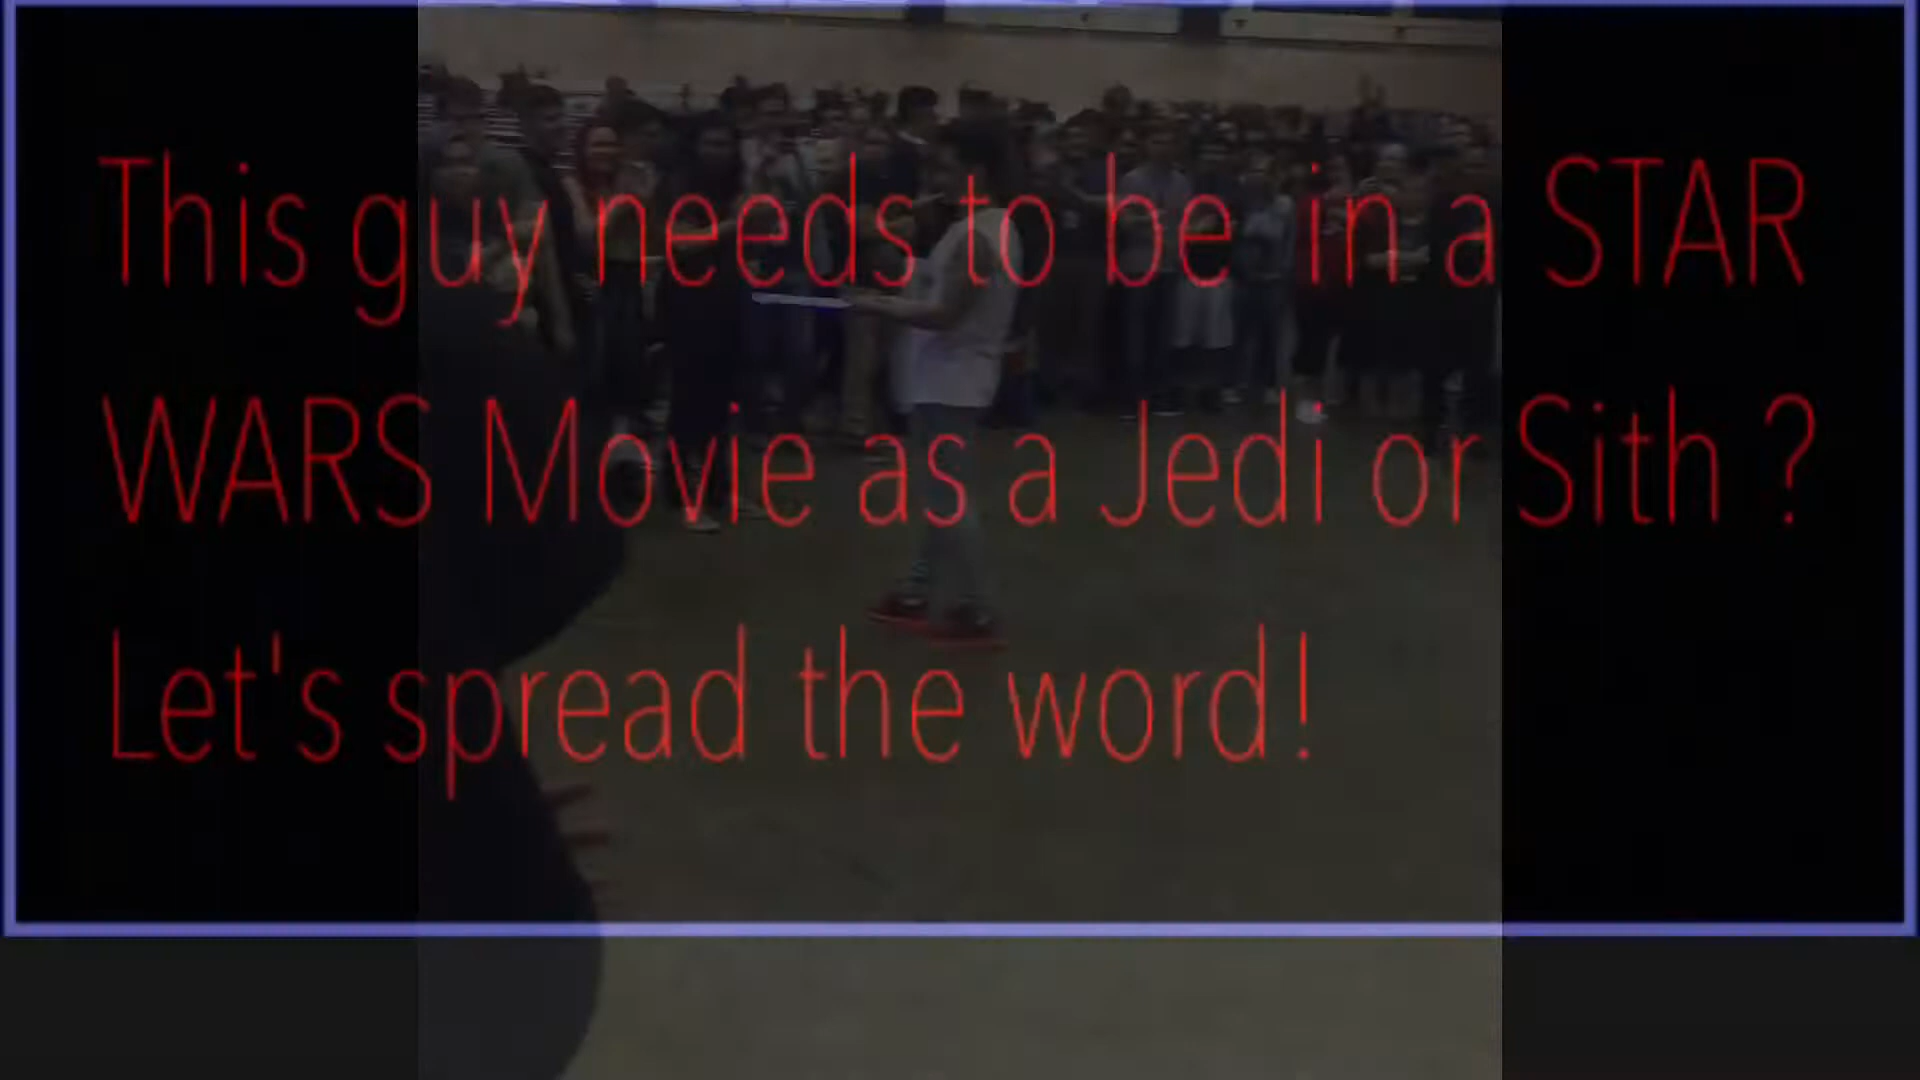 This guy needs to be in a STAR
WARS Movie as a Jedi or Sith ?
Let's spread the word!